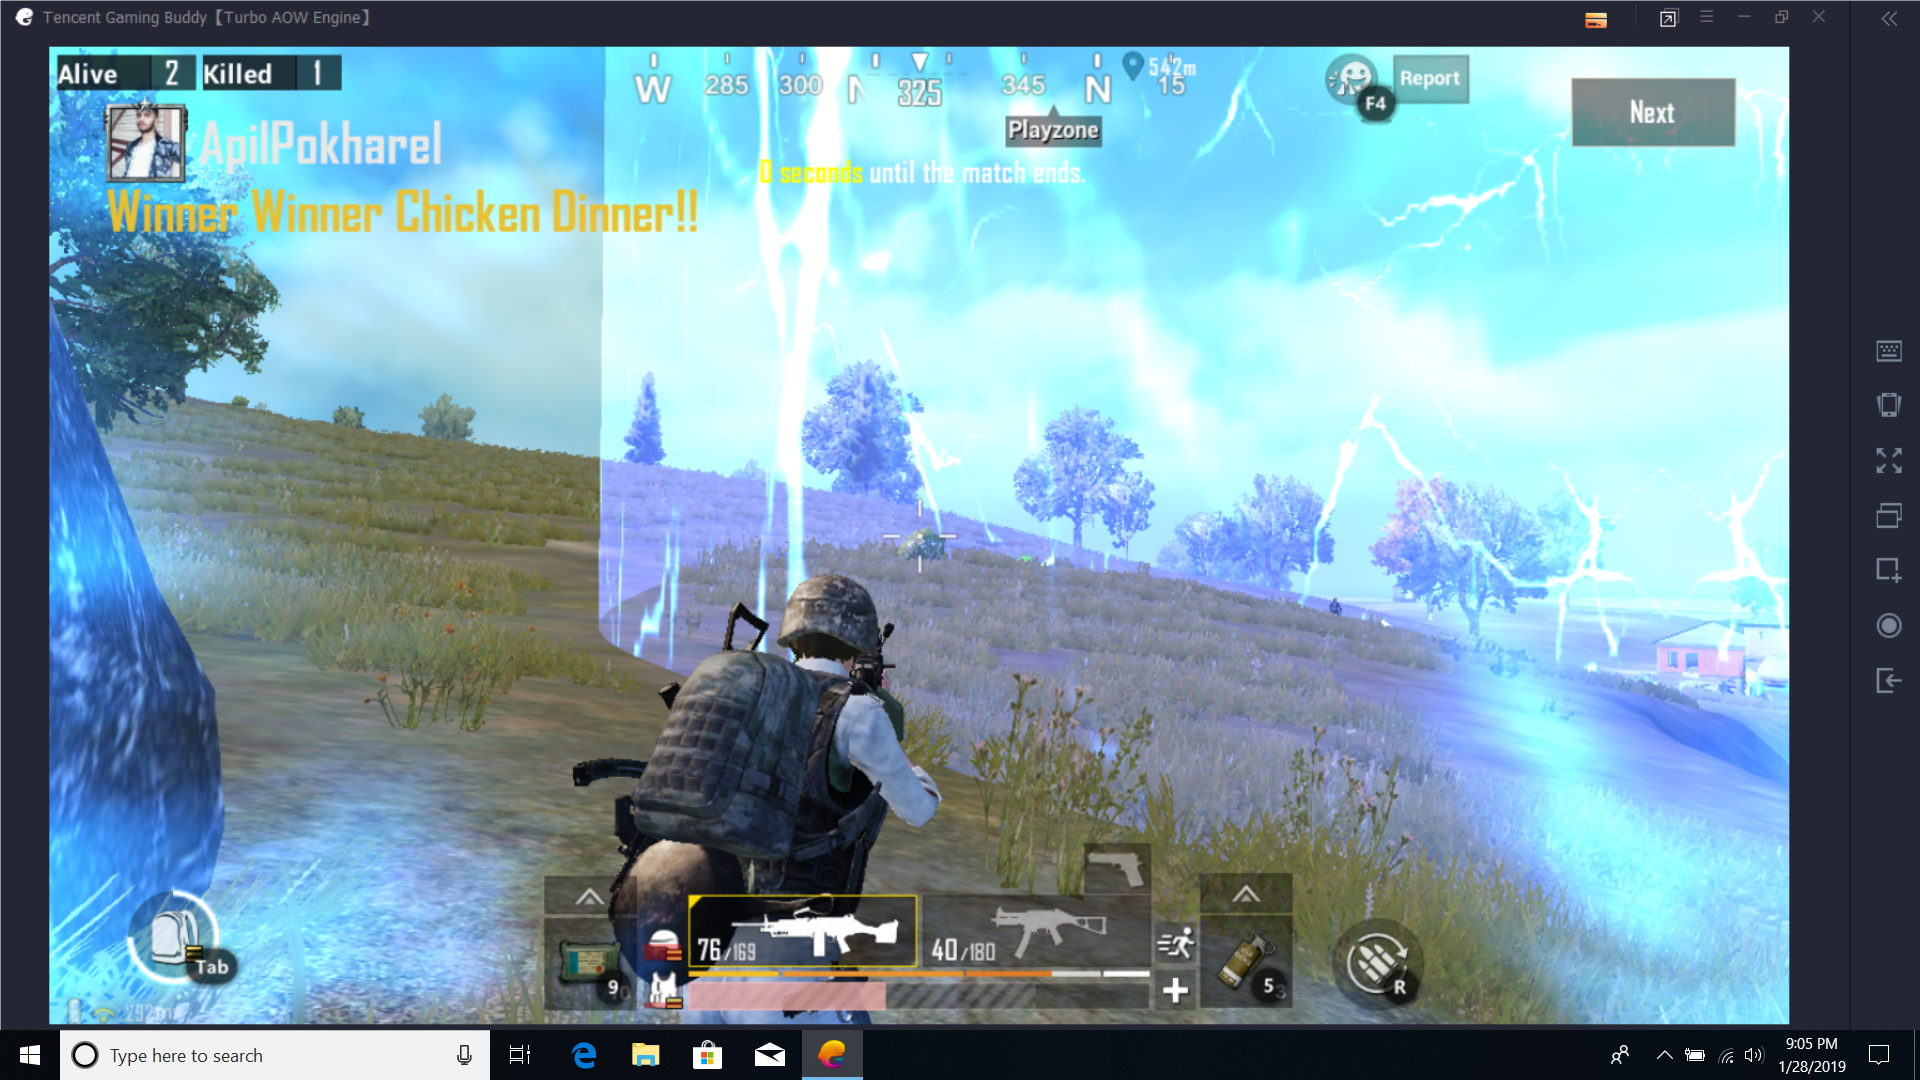 Tencent Gaming Buddy【Turbo AOW Engine】
Alive 2 Killed 1
W 285 300 N 325 345 N 15
542m
Playzone
F4
Report
Next
ApilPokharel
Winner Winner Chicken Dinner!!
0 seconds until the match ends.
Tab
9
76/169
40/180
5
R
Type here to search
9:05 PM
1/28/2019